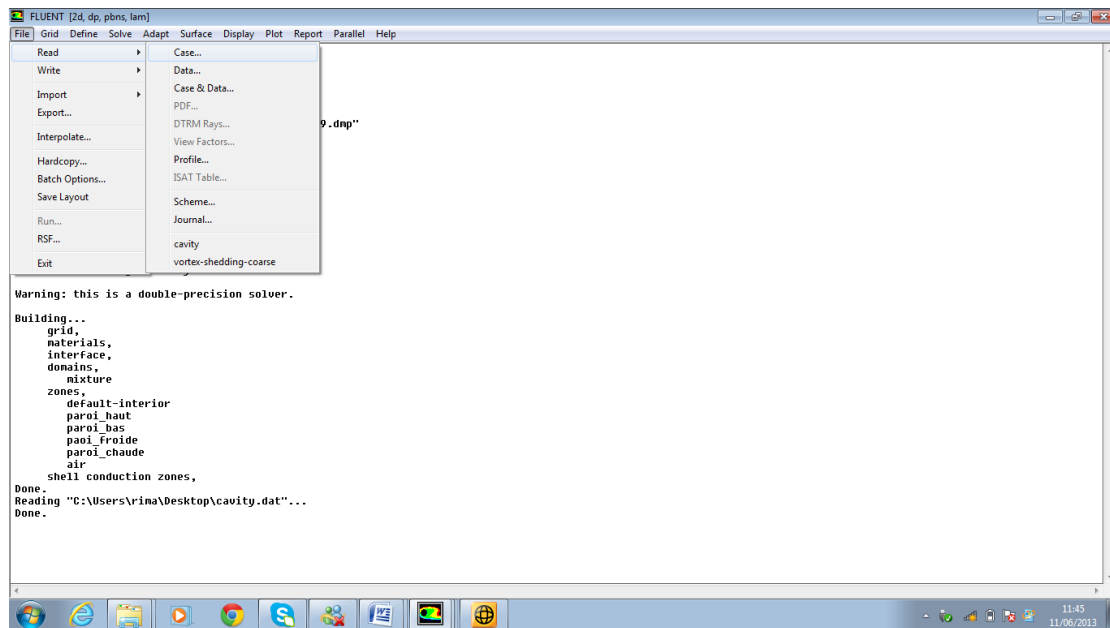 FLUENT [2d, dp, pbns, lam]
File Grid Define Solve Adapt Surface Display Plot Report Parallel Help
Read
Write
Import
Export...
Interpolate...
Hardcopy...
Batch Options...
Save Layout
Run...
RSF...
Exit
Case...
Data...
Case & Data...
PDF...
DTRM Rays...
View Factors...
Profile...
ISAT Table...
Scheme...
Journal...
cavity
vortex-shedding-coarse
9.dmp"
Warning: this is a double-precision solver.
Building...
grid,
materials,
interface,
domains,
mixture
zones,
default-interior
paroi_haut
paroi_bas
paoi_froide
paroi_chaude
air
shell conduction zones,
Done.
Reading "C:\Users\rima\Desktop\cavity.dat"...
Done.
11:45
11/06/2013